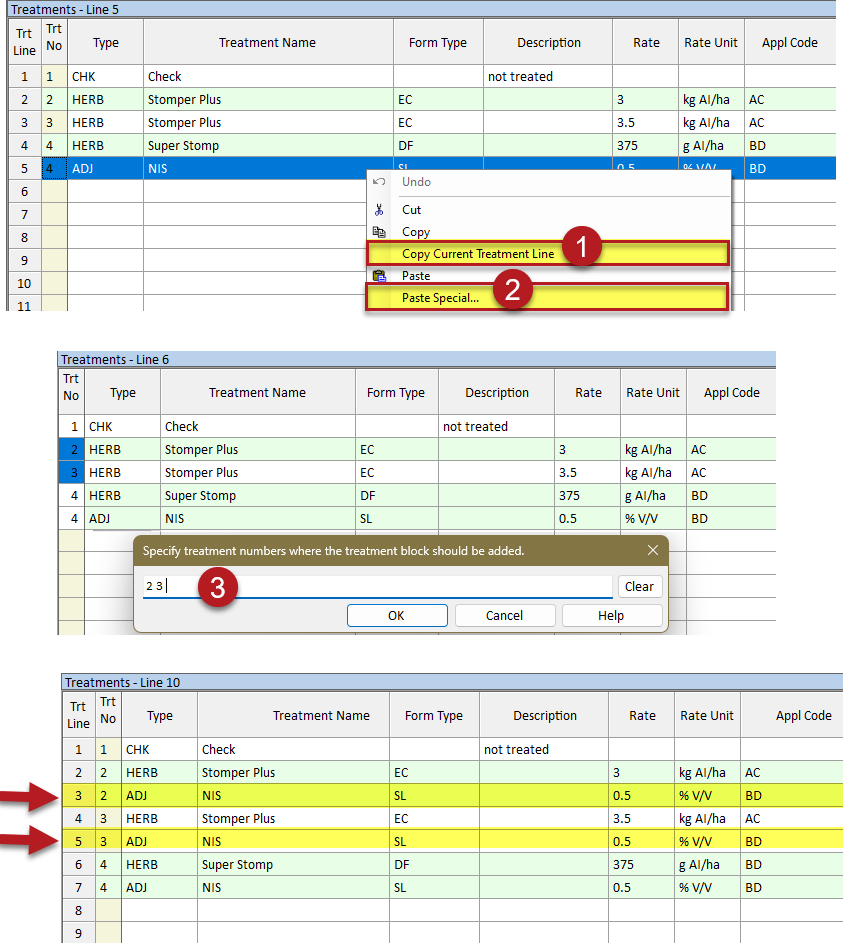 Treatments - Line 5
Trt Line Trt No Type Treatment Name Form Type Description Rate Rate Unit Appl Code
1 1 CHK Check not treated
2 2 HERB Stomper Plus EC 3 kg AI/ha AC
3 3 HERB Stomper Plus EC 3.5 kg AI/ha AC
4 4 HERB Super Stomp DF 375 g AI/ha BD
5 4 ADJ NIS SL 0.5 % V/V BD
6
Undo
7
Cut
8
Copy
9
Copy Current Treatment Line 1
10
Paste
11
Paste Special... 2
Treatments - Line 6
Trt No Type Treatment Name Form Type Description Rate Rate Unit Appl Code
1 CHK Check not treated
2 HERB Stomper Plus EC 3 kg AI/ha AC
3 HERB Stomper Plus EC 3.5 kg AI/ha AC
4 HERB Super Stomp DF 375 g AI/ha BD
4 ADJ NIS SL 0.5 % V/V BD
Specify treatment numbers where the treatment block should be added.
2 3 3 Clear
OK Cancel Help
Treatments - Line 10
Trt Line Trt No Type Treatment Name Form Type Description Rate Rate Unit Appl Code
1 1 CHK Check not treated
2 2 HERB Stomper Plus EC 3 kg AI/ha AC
3 2 ADJ NIS SL 0.5 % V/V BD
4 3 HERB Stomper Plus EC 3.5 kg AI/ha AC
5 3 ADJ NIS SL 0.5 % V/V BD
6 4 HERB Super Stomp DF 375 g AI/ha BD
7 4 ADJ NIS SL 0.5 % V/V BD
8
9